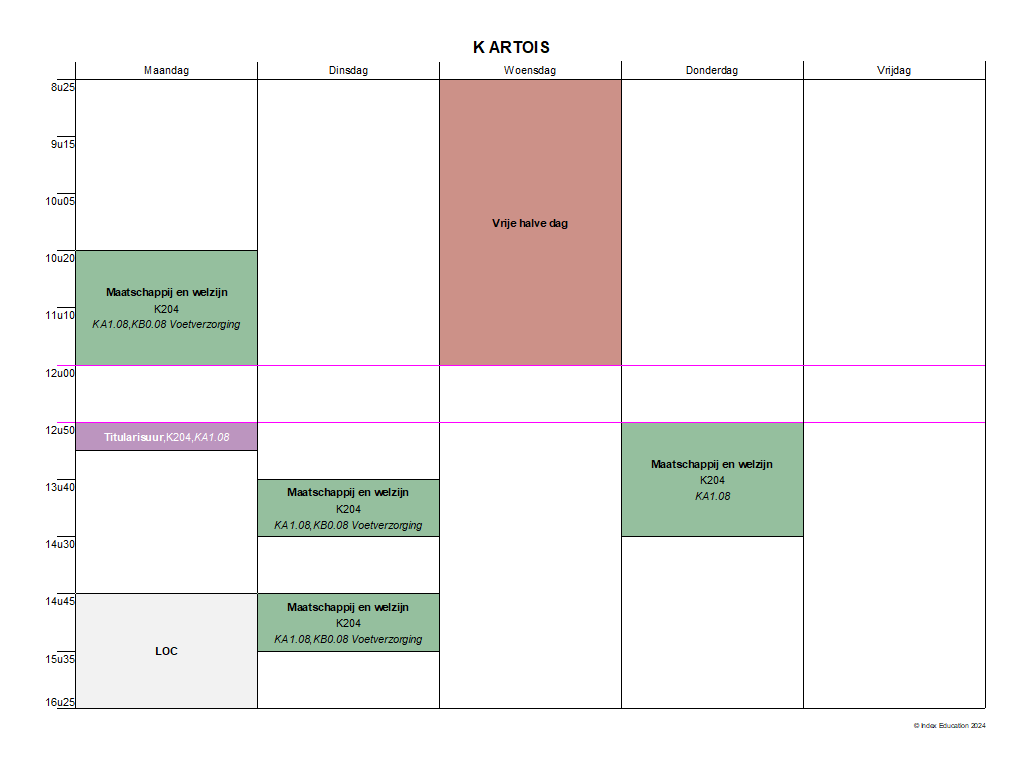 K ARTOIS
Maandag
Dinsdag
Woensdag
Donderdag
Vrijdag
8u25
9u15
10u05
10u20
11u10
12u00
12u50
13u40
14u30
14u45
15u35
16u25
Maatschappij en welzijn
K204
KA1.08,KB0.08 Voetverzorging
Titularisuur,K204,KA1.08
LOC
Maatschappij en welzijn
K204
KA1.08,KB0.08 Voetverzorging
Maatschappij en welzijn
K204
KA1.08,KB0.08 Voetverzorging
Vrije halve dag
Maatschappij en welzijn
K204
KA1.08
© Index Education 2024